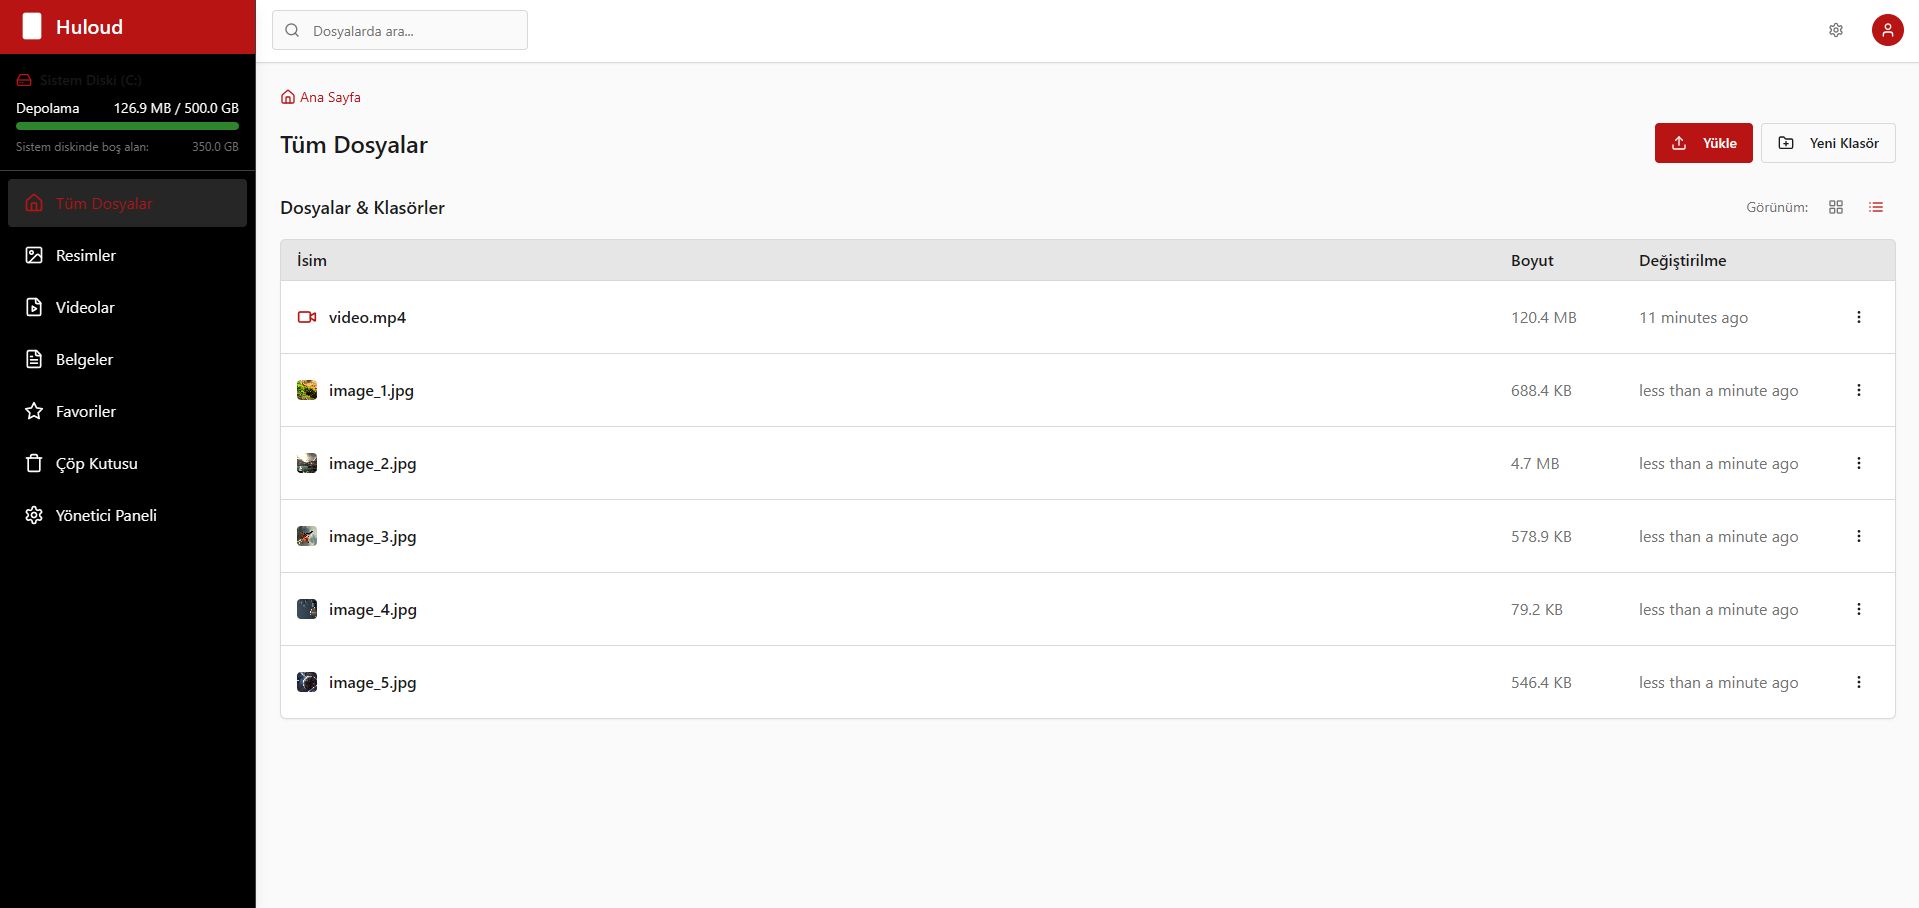 Huloud
Dosyalarda ara...
Sistem Diski (C:)
Depolama 126.9 MB / 500.0 GB
Sistem diskinde boş alan: 350.0 GB
Tüm Dosyalar
Resimler
Videolar
Belgeler
Favoriler
Çöp Kutusu
Yönetici Paneli
Ana Sayfa
Tüm Dosyalar
Yükle
Yeni Klasör
Dosyalar & Klasörler
Görünüm:
İsim Boyut Değiştirilme
video.mp4 120.4 MB 11 minutes ago
image_1.jpg 688.4 KB less than a minute ago
image_2.jpg 4.7 MB less than a minute ago
image_3.jpg 578.9 KB less than a minute ago
image_4.jpg 79.2 KB less than a minute ago
image_5.jpg 546.4 KB less than a minute ago